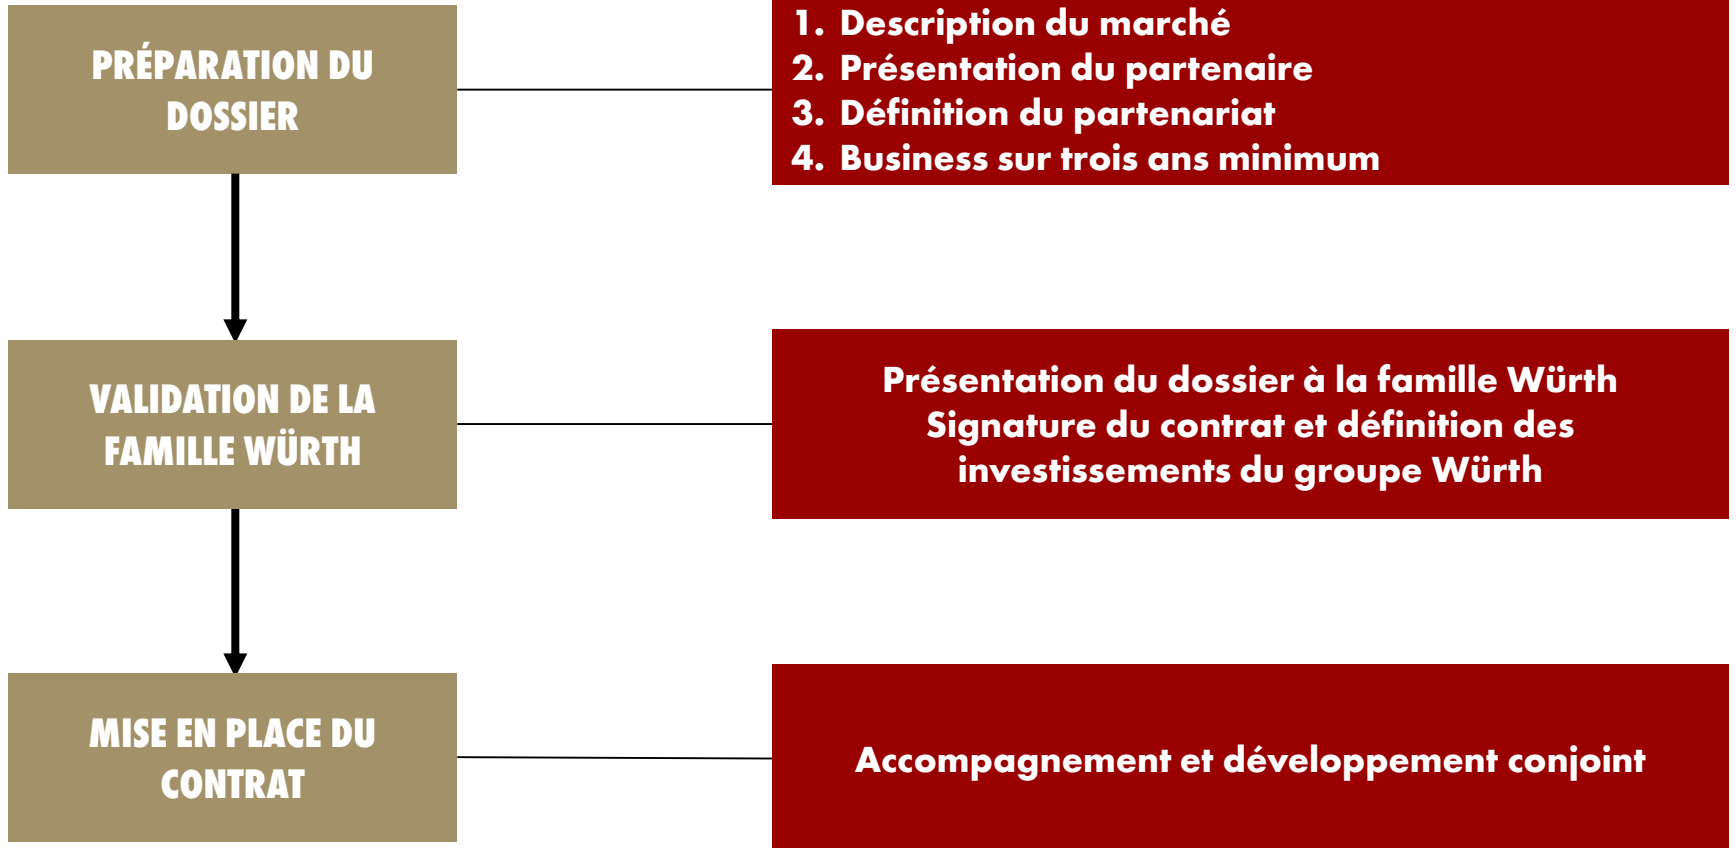 PRÉPARATION DU
DOSSIER
1. Description du marché
2. Présentation du partenaire
3. Définition du partenariat
4. Business sur trois ans minimum
VALIDATION DE LA
FAMILLE WÜRTH
Présentation du dossier à la famille Würth
Signature du contrat et définition des
investissements du groupe Würth
MISE EN PLACE DU
CONTRAT
Accompagnement et développement conjoint